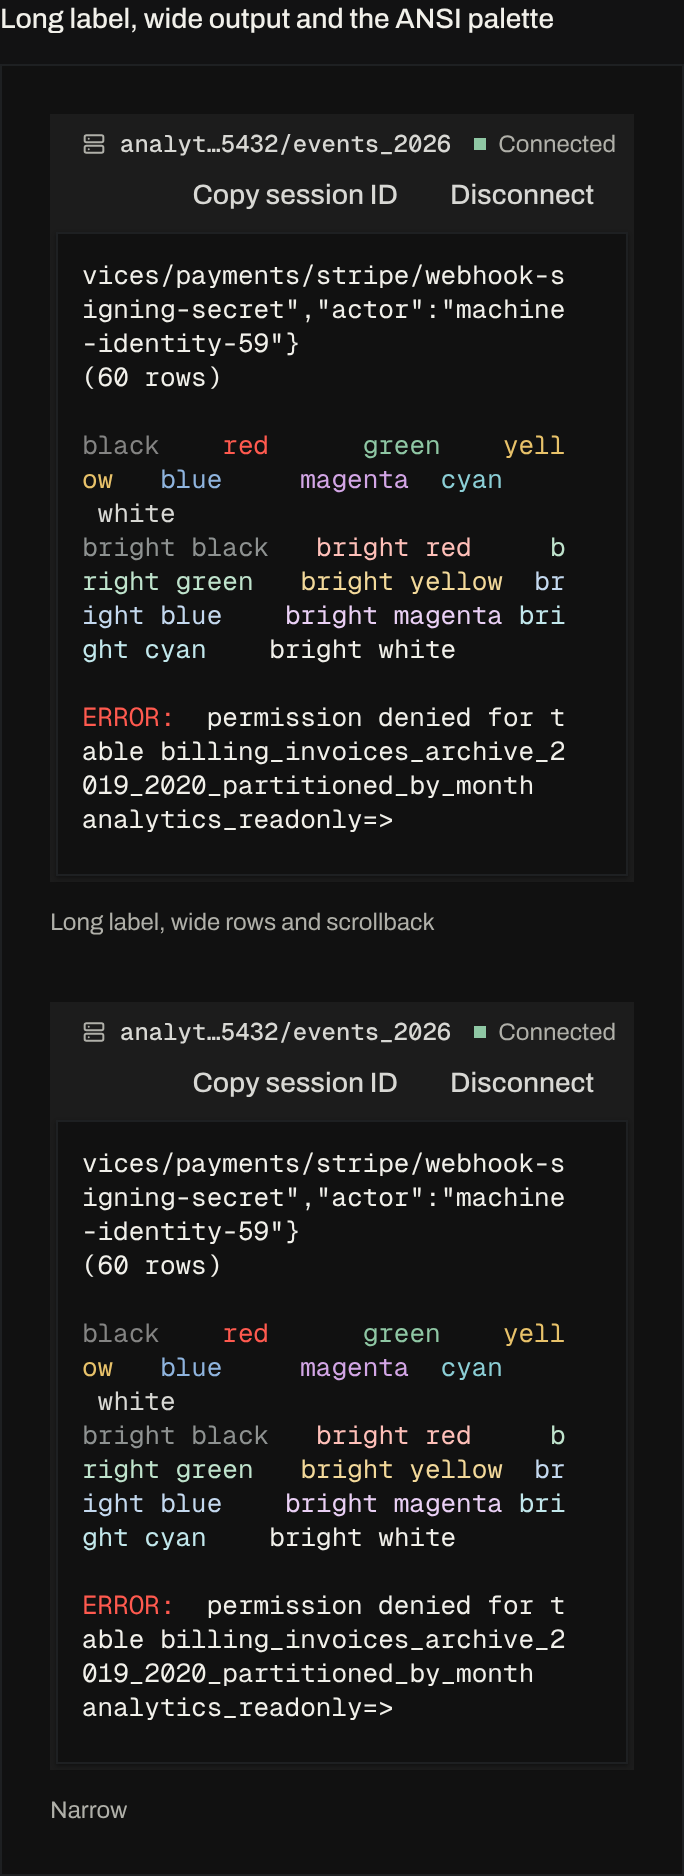 Long label, wide output and the ANSI palette
analyt…5432/events_2026 Connected
Copy session ID Disconnect
vices/payments/stripe/webhook-s
igning-secret","actor":"machine
-identity-59"}
(60 rows)
black    red      green    yell
ow   blue     magenta  cyan
 white
bright black   bright red     b
right green   bright yellow  br
ight blue    bright magenta bri
ght cyan    bright white
ERROR:  permission denied for t
able billing_invoices_archive_2
019_2020_partitioned_by_month
analytics_readonly=>
Long label, wide rows and scrollback
analyt…5432/events_2026 Connected
Copy session ID Disconnect
vices/payments/stripe/webhook-s
igning-secret","actor":"machine
-identity-59"}
(60 rows)
black    red      green    yell
ow   blue     magenta  cyan
 white
bright black   bright red     b
right green   bright yellow  br
ight blue    bright magenta bri
ght cyan    bright white
ERROR:  permission denied for t
able billing_invoices_archive_2
019_2020_partitioned_by_month
analytics_readonly=>
Narrow